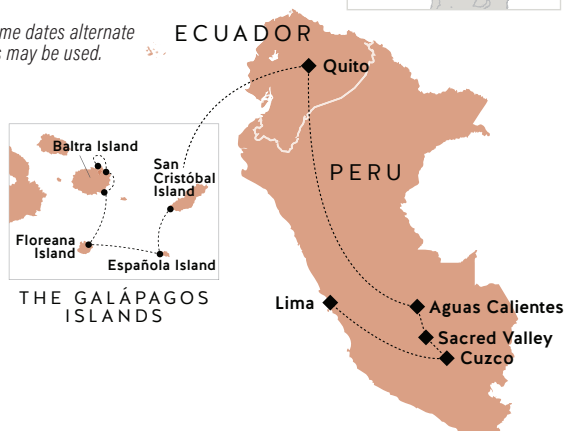 me dates alternate
s may be used.
ECUADOR
Quito
PERU
Baltra Island
San
Cristóbal
Island
Floreana
Island
Española Island
THE GALÁPAGOS
ISLANDS
Lima
Aguas Calientes
Sacred Valley
Cuzco